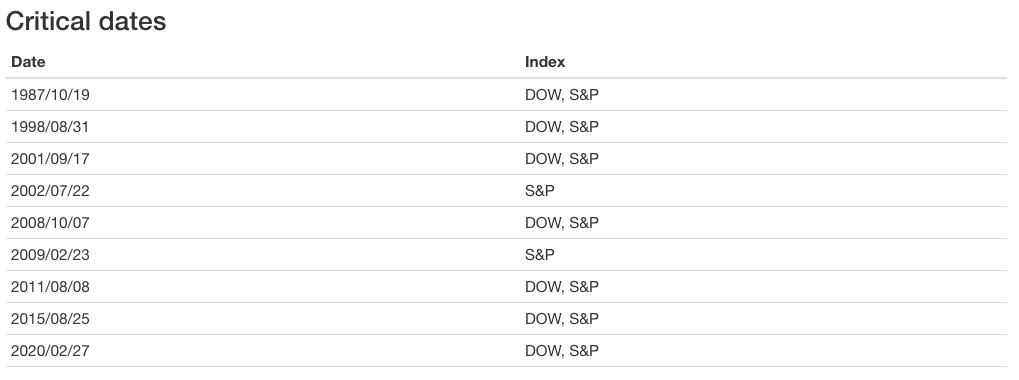 Critical dates
Date Index
1987/10/19 DOW, S&P
1998/08/31 DOW, S&P
2001/09/17 DOW, S&P
2002/07/22 S&P
2008/10/07 DOW, S&P
2009/02/23 S&P
2011/08/08 DOW, S&P
2015/08/25 DOW, S&P
2020/02/27 DOW, S&P